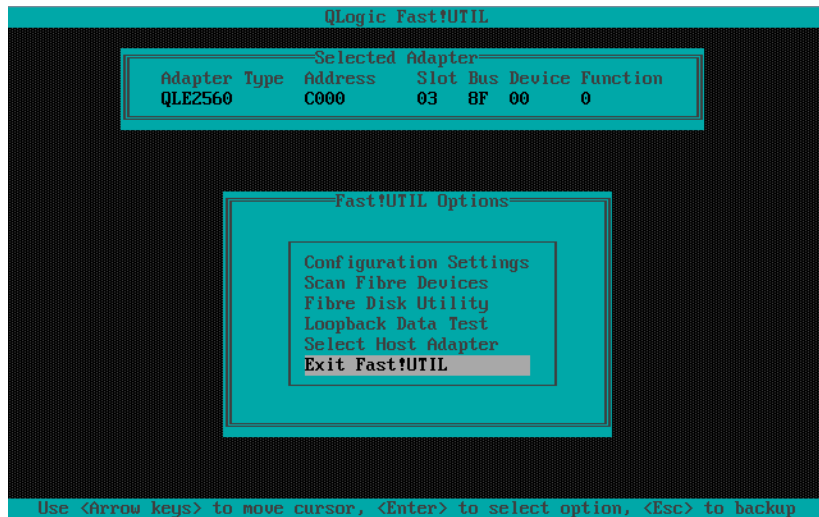 QLogic Fast!UTIL
Selected Adapter
Adapter Type Address Slot Bus Device Function
QLE2560 C000 03 8F 00 0
Fast!UTIL Options
Configuration Settings
Scan Fibre Devices
Fibre Disk Utility
Loopback Data Test
Select Host Adapter
Exit Fast!UTIL
Use <Arrow keys> to move cursor, <Enter> to select option, <Esc> to backup